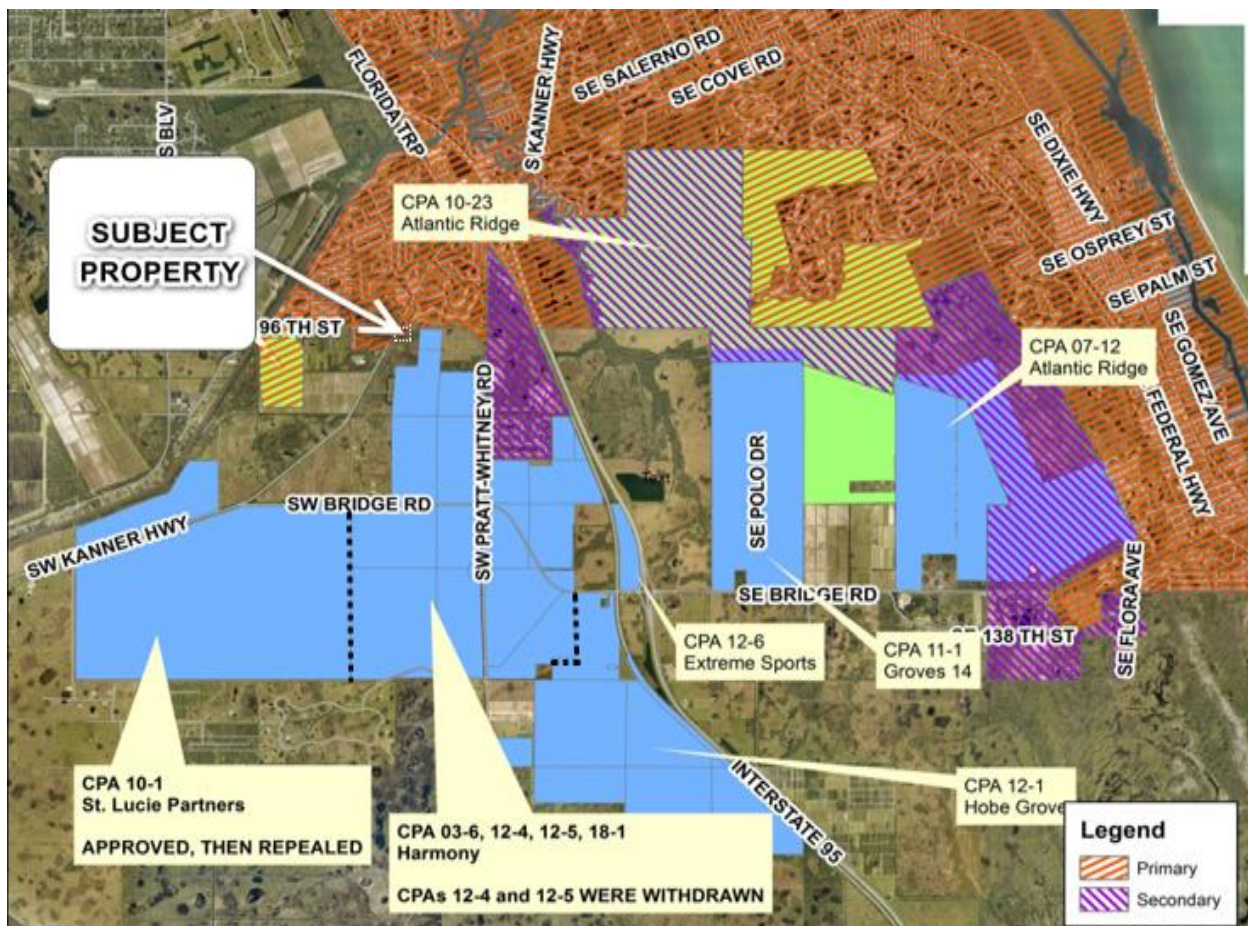 FLORIDA TRP
S KANNER HWY
SE SALERNO RD
SE COVE RD
S BLV
SE DIXIE HWY
SUBJECT
PROPERTY
CPA 10-23
Atlantic Ridge
SE OSPREY ST
SE PALM ST
SE GOMEZ AVE
96 TH ST
CPA 07-12
Atlantic Ridge
FEDERAL HWY
SW PRATT-WHITNEY RD
SE POLO DR
SW BRIDGE RD
SW KANNER HWY
SE BRIDGE RD
SE FLORA AVE
138 TH ST
CPA 12-6
Extreme Sports
CPA 11-1
Groves 14
CPA 10-1
St. Lucie Partners
APPROVED, THEN REPEALED
CPA 03-6, 12-4, 12-5, 18-1
Harmony
CPAs 12-4 and 12-5 WERE WITHDRAWN
INTERSTATE 95
CPA 12-1
Hobe Grove
Legend
Primary
Secondary